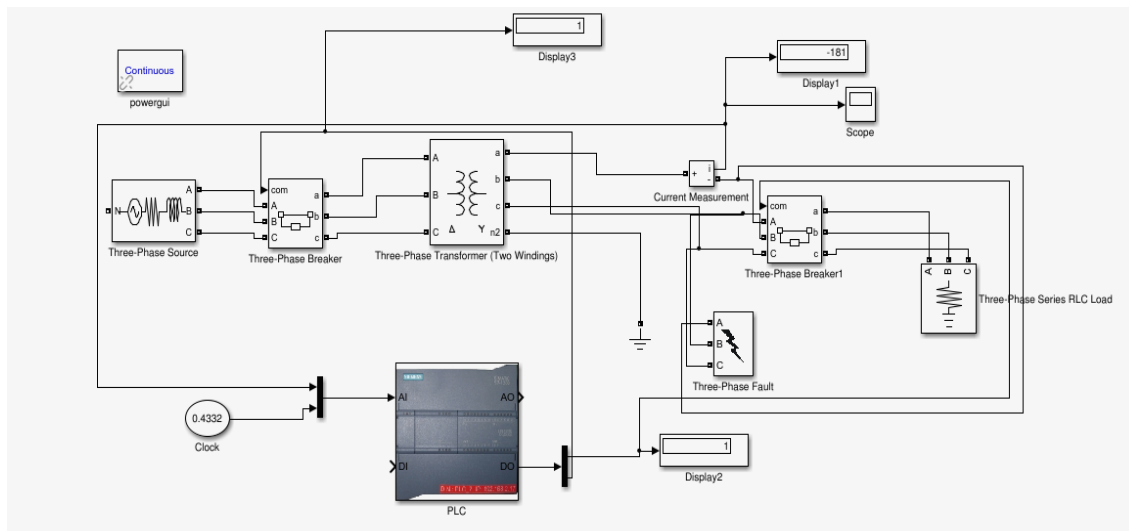 1
Display3
-181
Display1
Continuous
powergui
Scope
A
B
C
N
Three-Phase Source
com
A
B
C
a
b
c
Three-Phase Breaker
A
B
C
a
b
c
n2
Δ
Y
Three-Phase Transformer (Two Windings)
+
i
-
Current Measurement
com
A
B
C
a
b
c
Three-Phase Breaker1
A
B
C
Three-Phase Series RLC Load
A
B
C
Three-Phase Fault
0.4332
Clock
SIEMENS
AI
AO
DI
DO
PLC
1
Display2